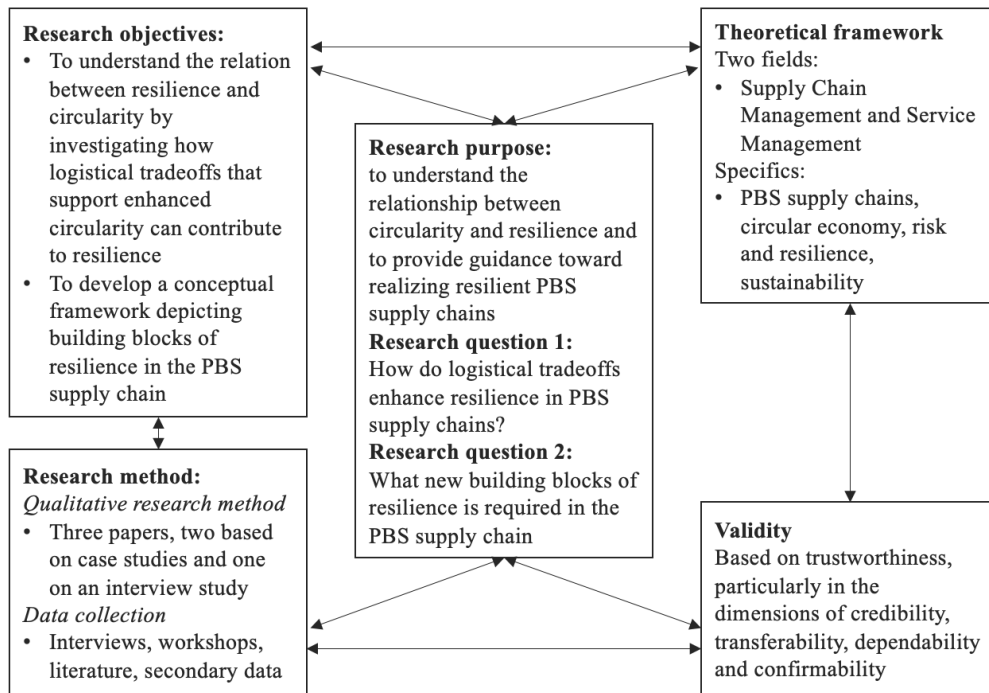 Research objectives:
• To understand the relation
between resilience and
circularity by
investigating how
logistical tradeoffs that
support enhanced
circularity can contribute
to resilience
• To develop a conceptual
framework depicting
building blocks of
resilience in the PBS
supply chain
Theoretical framework
Two fields:
• Supply Chain
Management and Service
Management
Specifics:
• PBS supply chains,
circular economy, risk
and resilience,
sustainability
Research purpose:
to understand the
relationship between
circularity and resilience and
to provide guidance toward
realizing resilient PBS
supply chains
Research question 1:
How do logistical tradeoffs
enhance resilience in PBS
supply chains?
Research question 2:
What new building blocks of
resilience is required in the
PBS supply chain
Research method:
Qualitative research method
• Three papers, two based
on case studies and one
on an interview study
Data collection
• Interviews, workshops,
literature, secondary data
Validity
Based on trustworthiness,
particularly in the
dimensions of credibility,
transferability, dependability
and confirmability